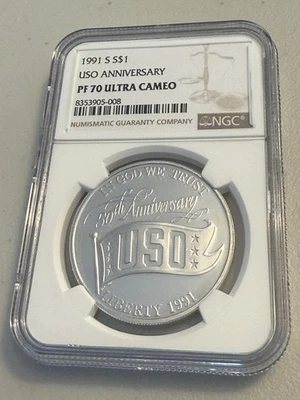 1991 S S$1
USO ANNIVERSARY
PF 70 ULTRA CAMEO
8353905-008
NUMISMATIC GUARANTY COMPANY
NGC
IN GOD WE TRUST
50th Anniversary
USO
LIBERTY 1991